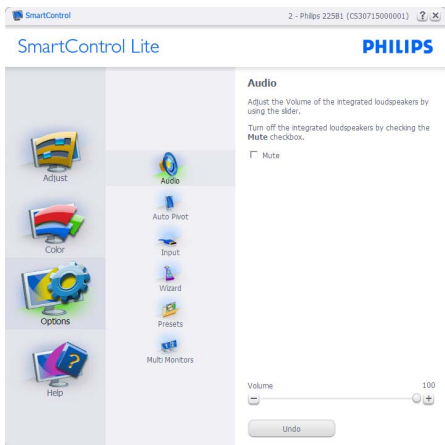 SmartControl
2 - Philips 225B1 (CS30715000001)
? X
SmartControl Lite
PHILIPS
Adjust
Color
Options
Help
Audio
Auto Pivot
Input
Wizard
Presets
Multi Monitors
Audio
Adjust the Volume of the integrated loudspeakers by
using the slider.
Turn off the integrated loudspeakers by checking the
Mute checkbox.
Mute
Volume
100
Undo